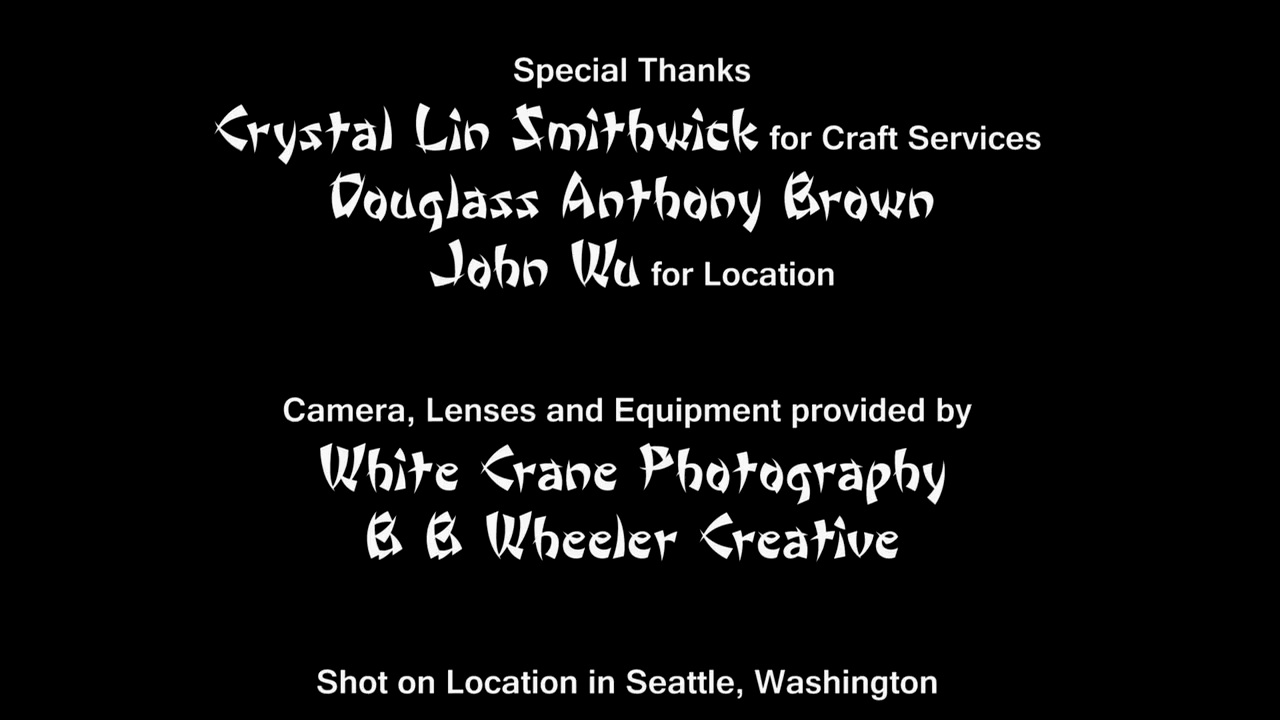 Special Thanks
Crystal Lin Smithwick for Craft Services
Douglass Anthony Brown
John Wu for Location
Camera, Lenses and Equipment provided by
White Crane Photography
B B Wheeler Creative
Shot on Location in Seattle, Washington